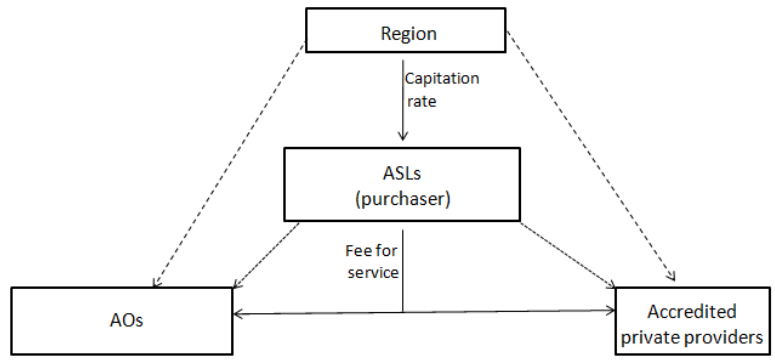 Region
Capitation
rate
ASLs
(purchaser)
Fee for
service
AOs
Accredited
private providers